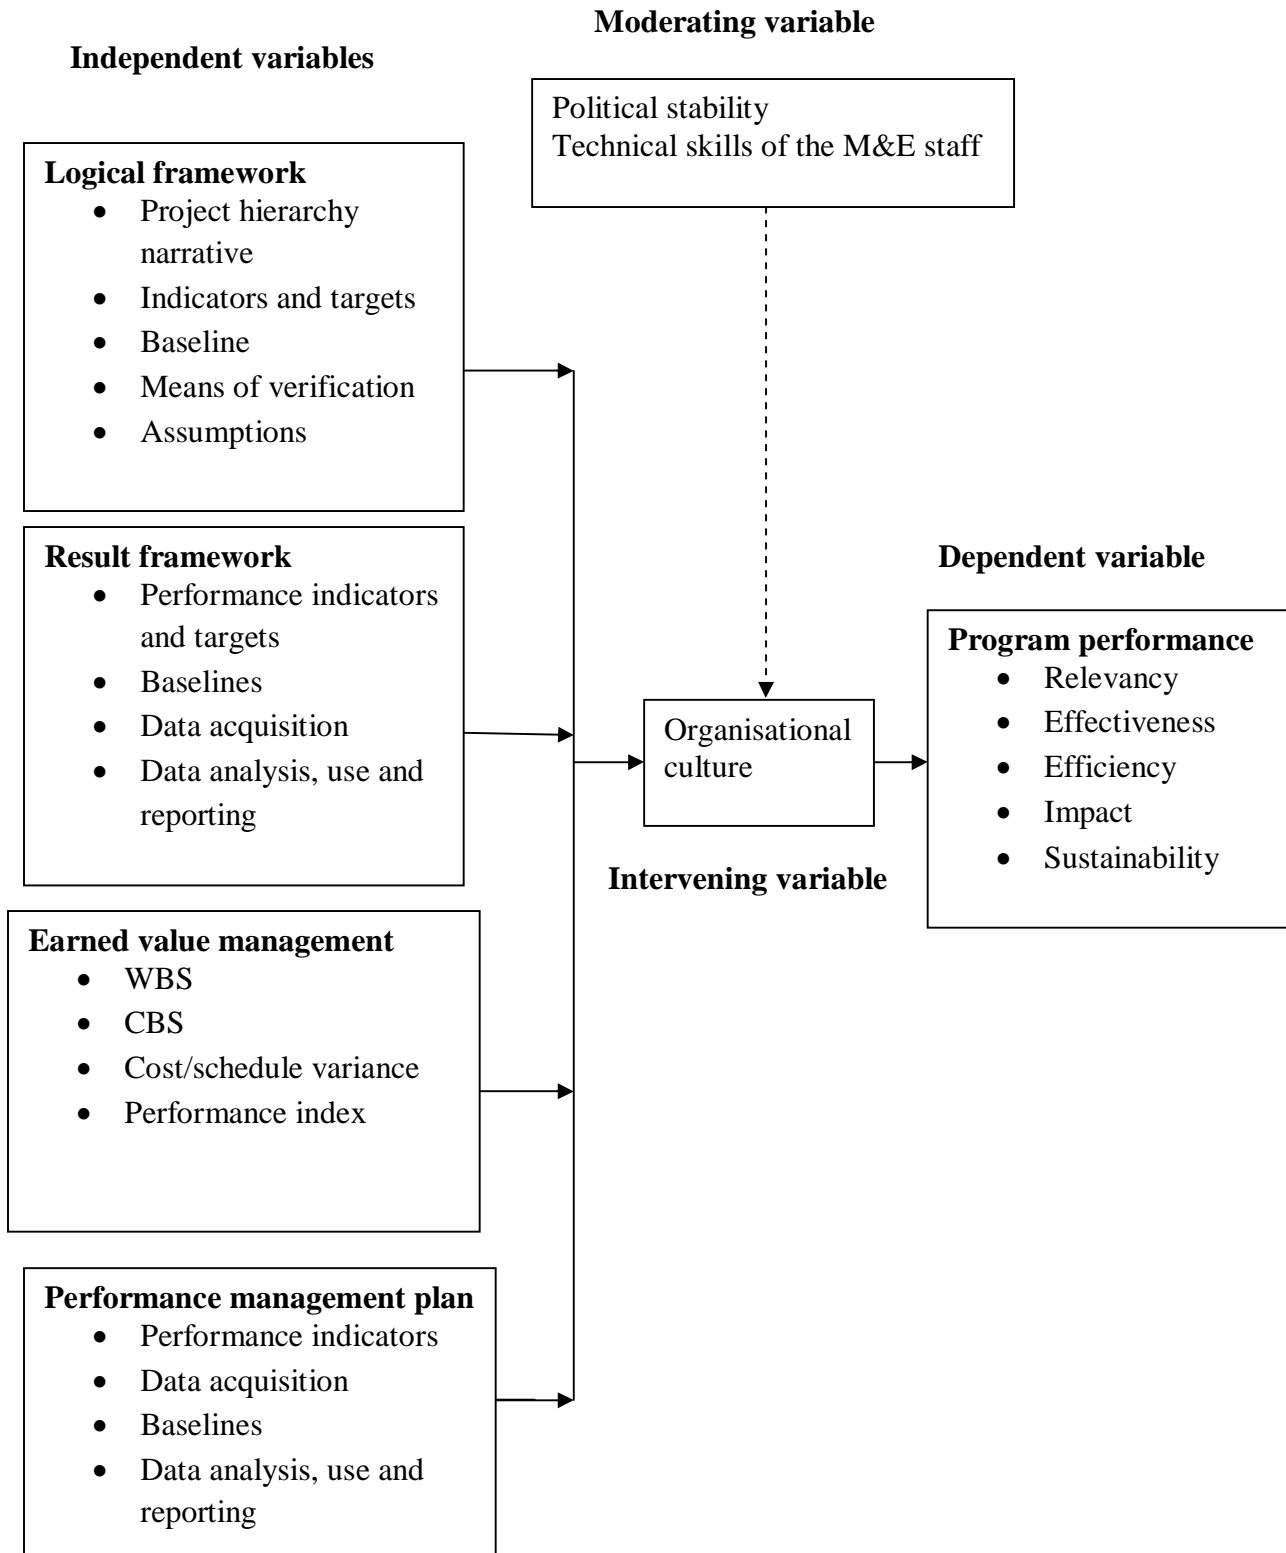 Moderating variable
Independent variables
Political stability
Technical skills of the M&E staff
Logical framework
• Project hierarchy
narrative
• Indicators and targets
• Baseline
• Means of verification
• Assumptions
Result framework
• Performance indicators
and targets
• Baselines
• Data acquisition
• Data analysis, use and
reporting
Dependent variable
Program performance
• Relevancy
• Effectiveness
• Efficiency
• Impact
• Sustainability
Organisational
culture
Intervening variable
Earned value management
• WBS
• CBS
• Cost/schedule variance
• Performance index
Performance management plan
• Performance indicators
• Data acquisition
• Baselines
• Data analysis, use and
reporting